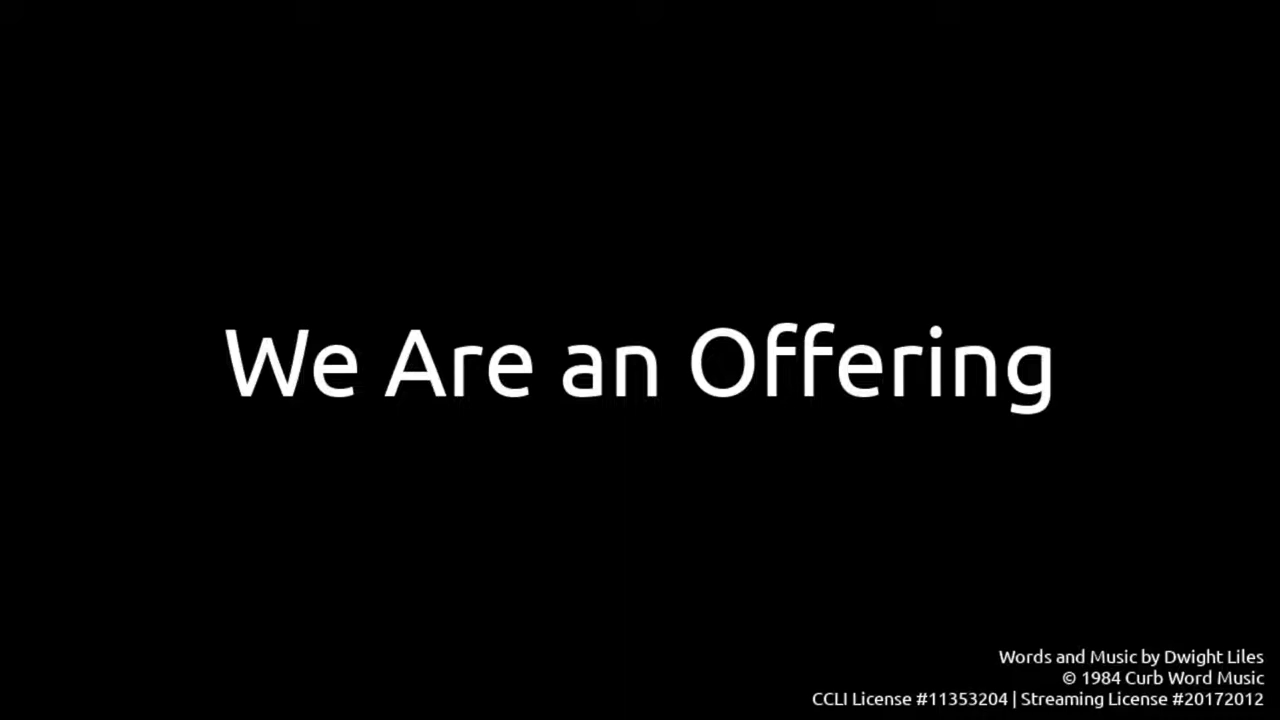 We Are an Offering
Words and Music by Dwight Liles
© 1984 Curb Word Music
CCLI License #11353204 | Streaming License #20172012